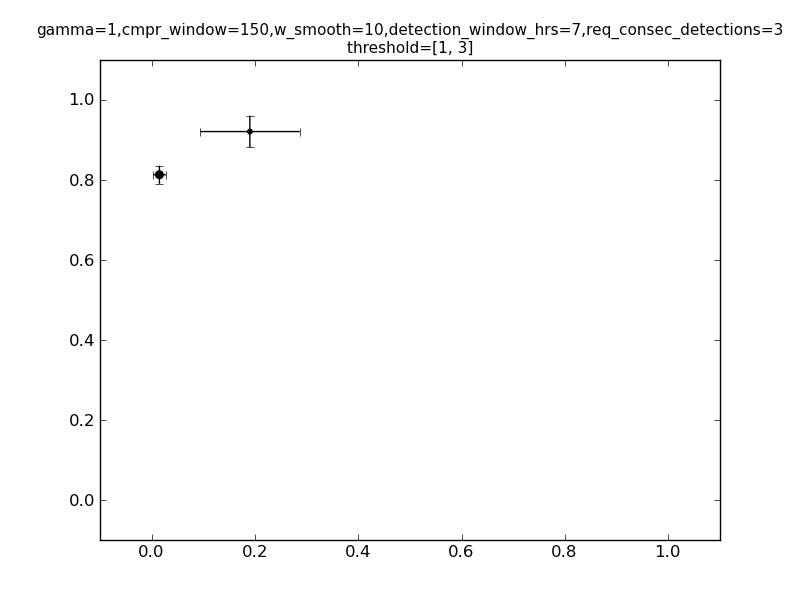 gamma=1,cmpr_window=150,w_smooth=10,detection_window_hrs=7,req_consec_detections=3
threshold=[1, 3]
1.0
0.8
0.6
0.4
0.2
0.0
0.0 0.2 0.4 0.6 0.8 1.0